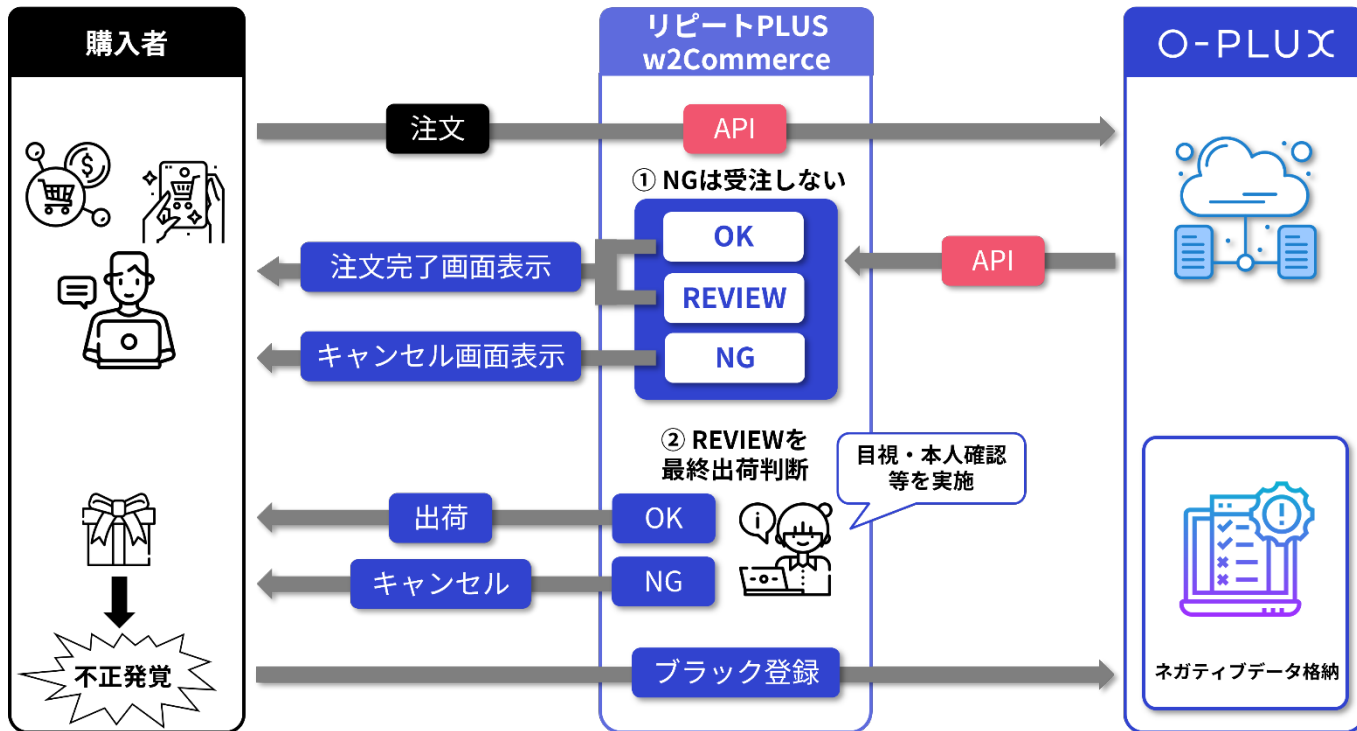 購入者
リピートPLUS
w2Commerce
O-PLUX
注文
API
① NGは受注しない
OK
REVIEW
NG
API
注文完了画面表示
キャンセル画面表示
② REVIEWを
最終出荷判断
目視・本人確認
等を実施
出荷
OK
キャンセル
NG
不正発覚
ブラック登録
ネガティブデータ格納